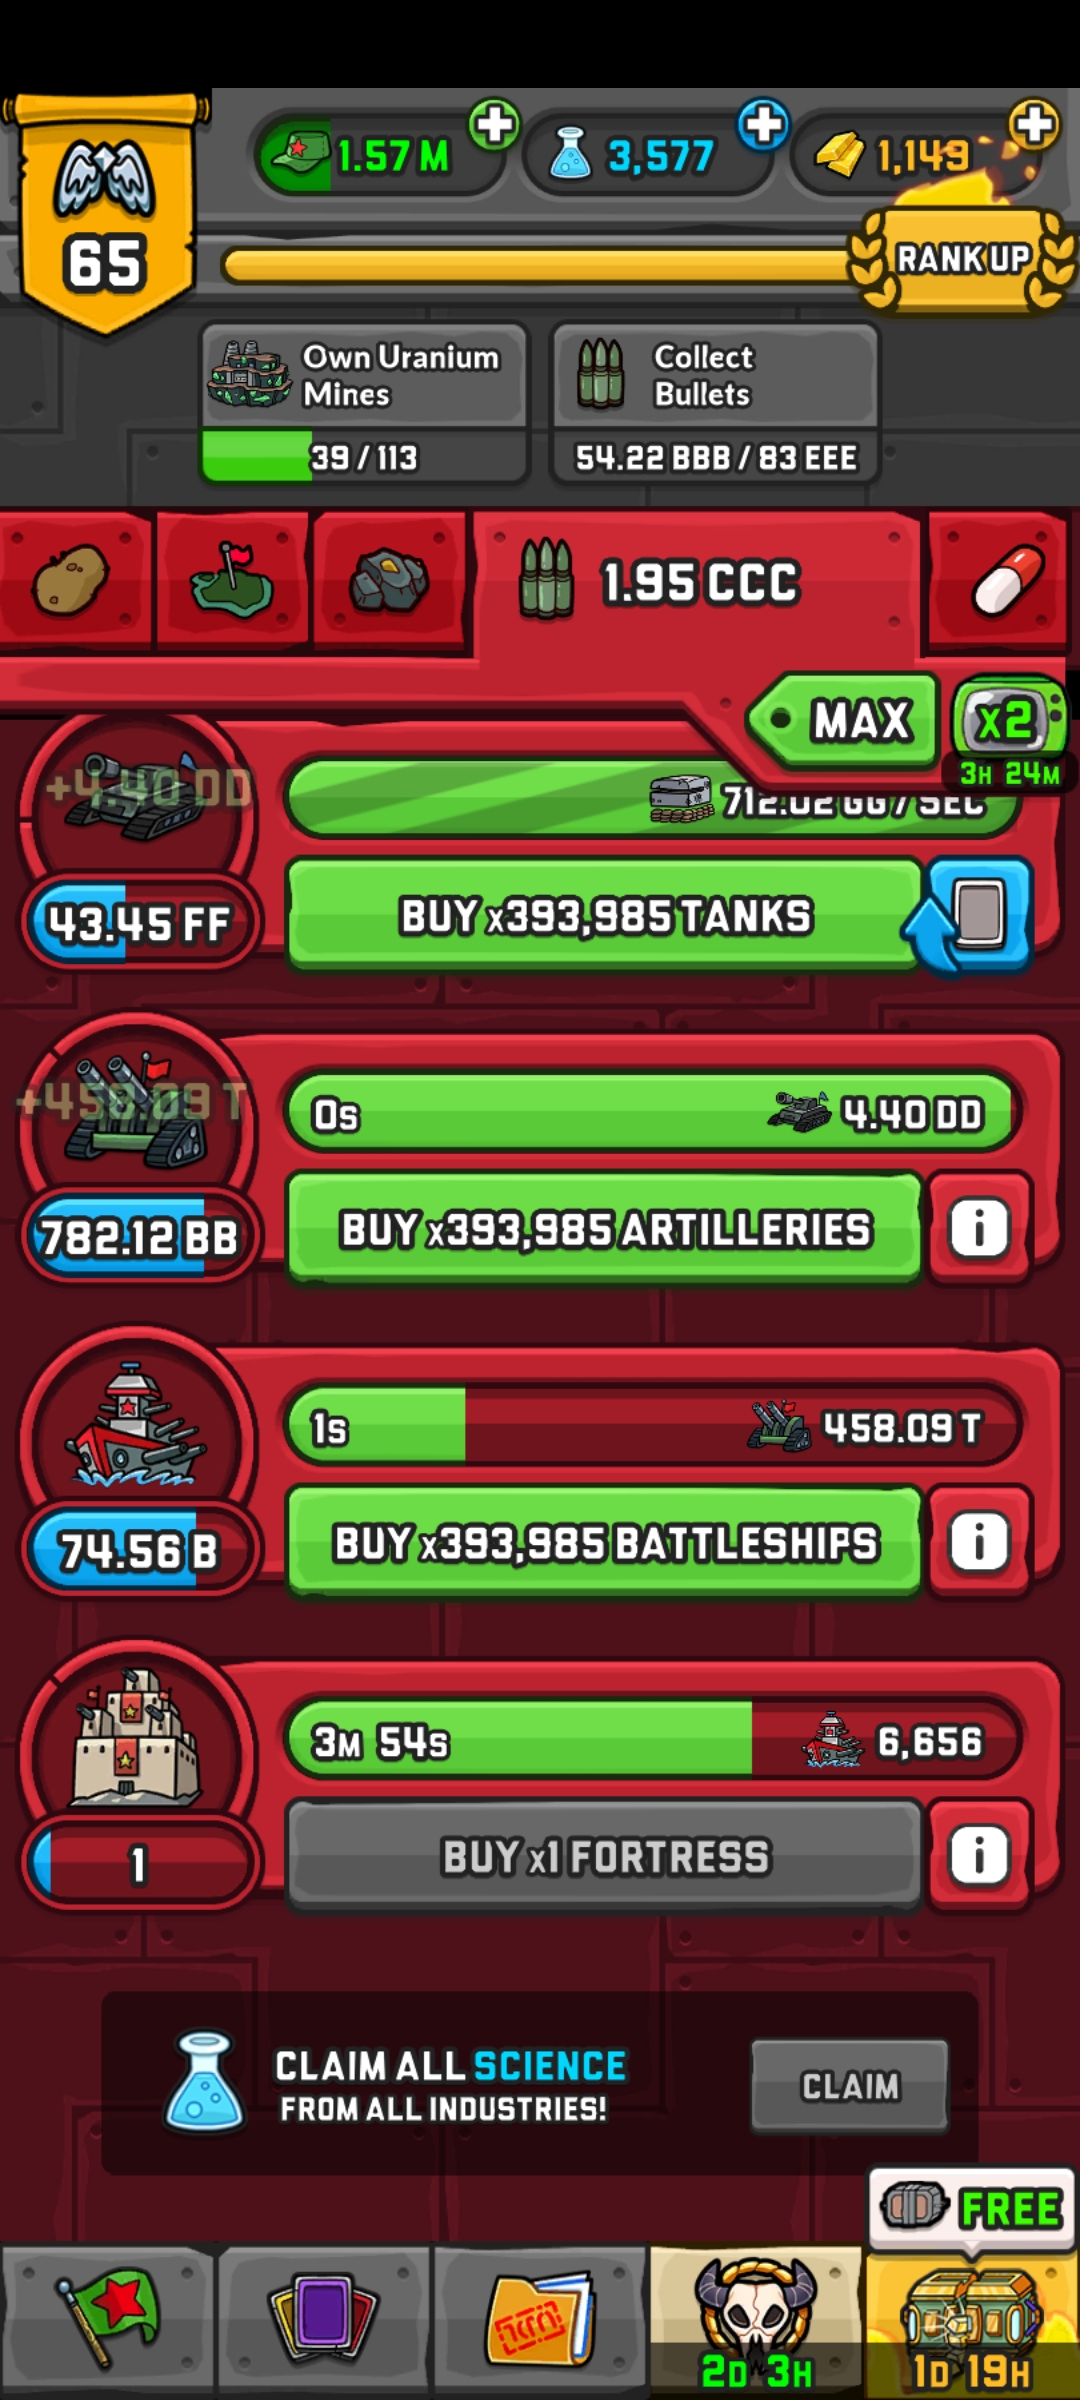 1.57 M
3,577
1,149
65
RANK UP
Own Uranium
Mines
39 / 113
Collect
Bullets
54.22 BBB / 83 EEE
1.95 CCC
MAX
X2
3H 24M
+4.40 DD
712.02 GG / SEC
43.45 FF
BUY x393,985 TANKS
+458.09 T
0s
4.40 DD
782.12 BB
BUY x393,985 ARTILLERIES
1s
458.09 T
74.56 B
BUY x393,985 BATTLESHIPS
3M 54s
6,656
1
BUY x1 FORTRESS
CLAIM ALL SCIENCE
FROM ALL INDUSTRIES!
CLAIM
FREE
2D 3H
1D 19H